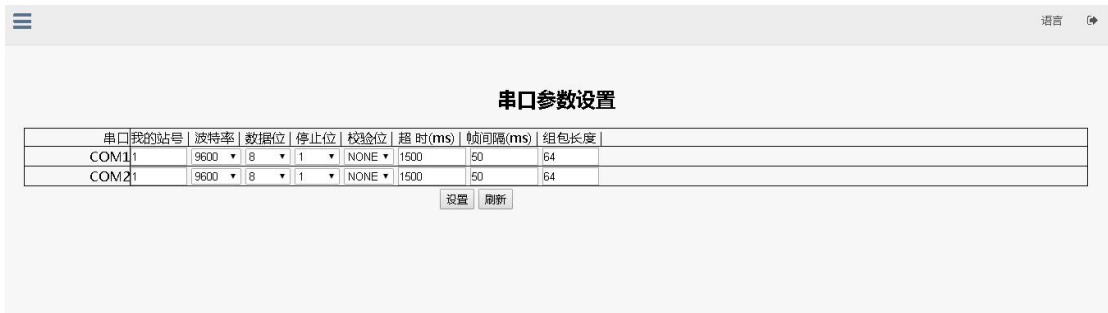 语言
串口参数设置
串口我的站号 | 波特率 | 数据位 | 停止位 | 校验位 | 超 时(ms) | 帧间隔(ms) | 组包长度 |
COM1 1 9600 8 1 NONE 1500 50 64
COM2 1 9600 8 1 NONE 1500 50 64
设置 刷新